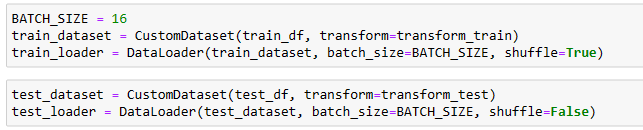 BATCH_SIZE = 16
train_dataset = CustomDataset(train_df, transform=transform_train)
train_loader = DataLoader(train_dataset, batch_size=BATCH_SIZE, shuffle=True)
test_dataset = CustomDataset(test_df, transform=transform_test)
test_loader = DataLoader(test_dataset, batch_size=BATCH_SIZE, shuffle=False)